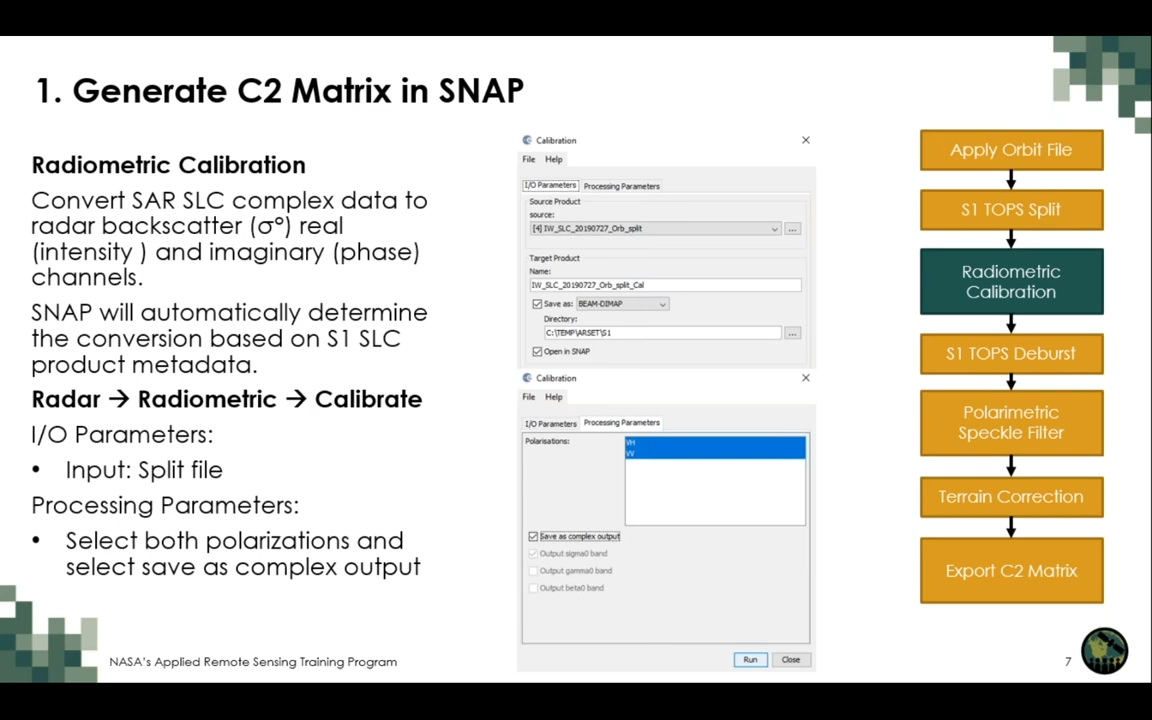 1. Generate C2 Matrix in SNAP
Radiometric Calibration
Convert SAR SLC complex data to
radar backscatter (σ°) real
(intensity ) and imaginary (phase)
channels.
SNAP will automatically determine
the conversion based on S1 SLC
product metadata.
Radar → Radiometric → Calibrate
I/O Parameters:
• Input: Split file
Processing Parameters:
• Select both polarizations and
select save as complex output
Calibration
File Help
I/O Parameters Processing Parameters
Source Product
source:
[4] IW_SLC_20190727_Orb_split
...
Target Product
Name:
IW_SLC_20190727_Orb_split_Cal
Save as: BEAM-DIMAP
Directory:
C:\TEMP\ARSET\S1
...
Open in SNAP
Calibration
File Help
I/O Parameters Processing Parameters
Polarisations:
VH
VV
Save as complex output
Output sigma0 band
Output gamma0 band
Output beta0 band
Run Close
Apply Orbit File
S1 TOPS Split
Radiometric
Calibration
S1 TOPS Deburst
Polarimetric
Speckle Filter
Terrain Correction
Export C2 Matrix
NASA's Applied Remote Sensing Training Program
7